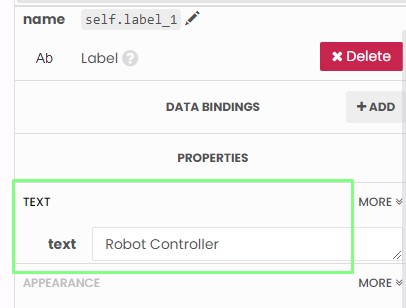 name self.label_1
Ab Label ? ✖ Delete
DATA BINDINGS + ADD
PROPERTIES
TEXT MORE
text Robot Controller
APPEARANCE MORE